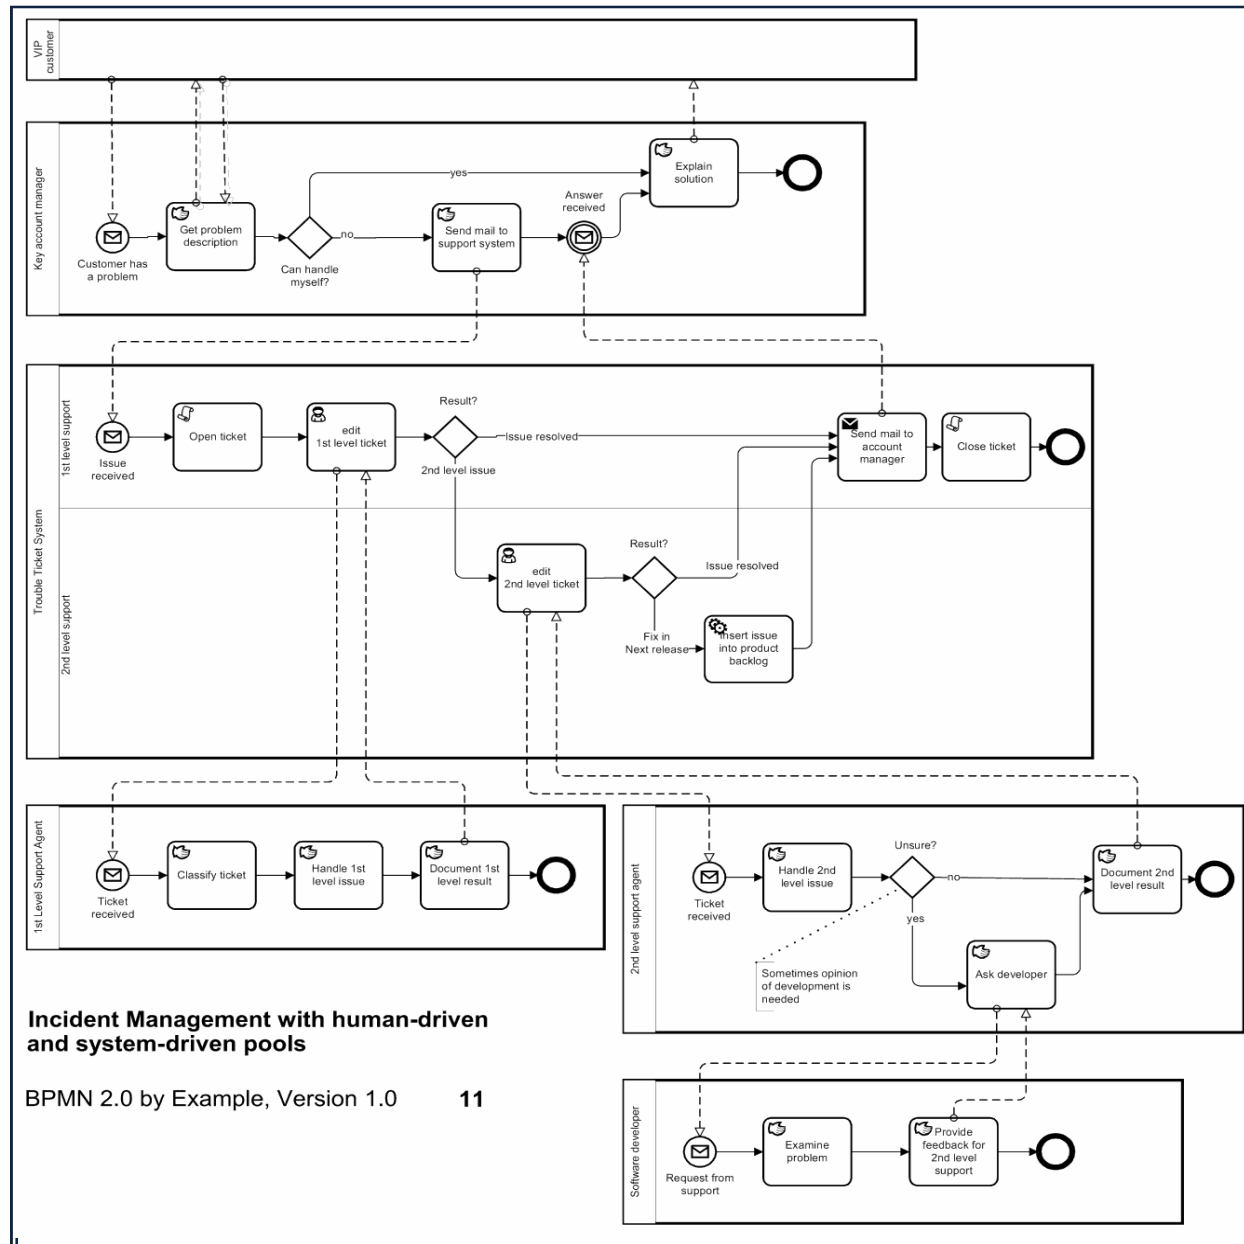 VIP
customer
Key account manager
Customer has
a problem
Get problem
description
Can handle
myself?
yes
no
Send mail to
support system
Answer
received
Explain
solution
Trouble Ticket System
1st level support
Issue
received
Open ticket
edit
1st level ticket
Result?
Issue resolved
2nd level issue
Send mail to
account
manager
Close ticket
2nd level support
edit
2nd level ticket
Result?
Issue resolved
Fix in
Next release
Insert issue
into product
backlog
1st Level Support Agent
Ticket
received
Classify ticket
Handle 1st
level issue
Document 1st
level result
2nd level support agent
Ticket
received
Handle 2nd
level issue
Unsure?
no
yes
Document 2nd
level result
Ask developer
Sometimes opinion
of development is
needed
Incident Management with human-driven
and system-driven pools
BPMN 2.0 by Example, Version 1.0 11
Software developer
Request from
support
Examine
problem
Provide
feedback for
2nd level
support